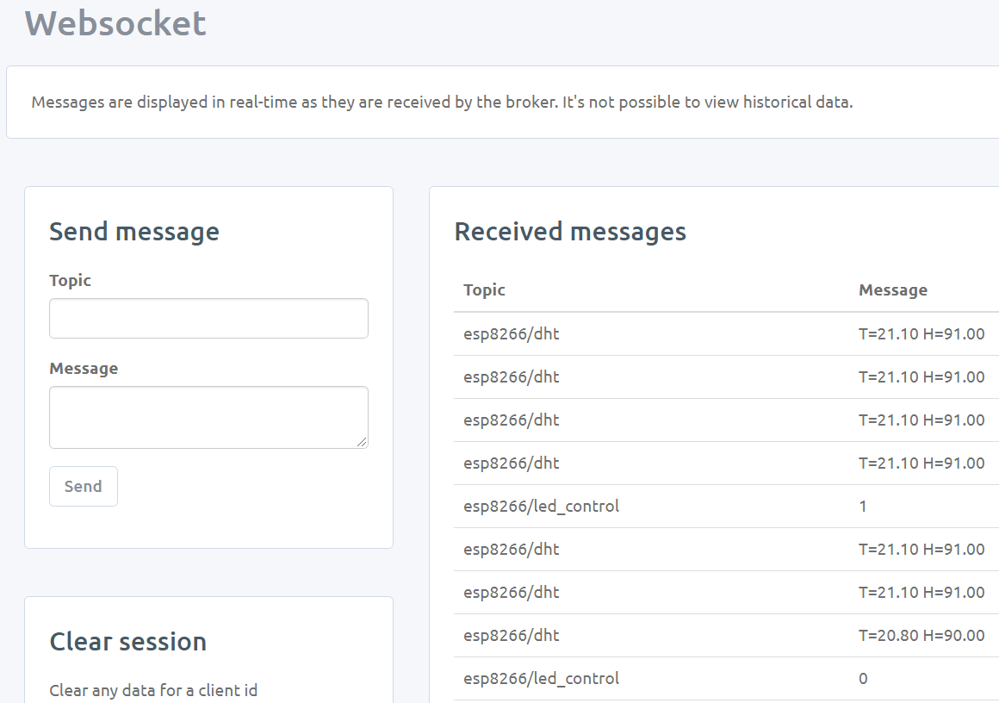 Websocket
Messages are displayed in real-time as they are received by the broker. It's not possible to view historical data.
Send message
Topic
Message
Send
Clear session
Clear any data for a client id
Received messages
Topic Message
esp8266/dht T=21.10 H=91.00
esp8266/dht T=21.10 H=91.00
esp8266/dht T=21.10 H=91.00
esp8266/dht T=21.10 H=91.00
esp8266/led_control 1
esp8266/dht T=21.10 H=91.00
esp8266/dht T=21.10 H=91.00
esp8266/dht T=20.80 H=90.00
esp8266/led_control 0